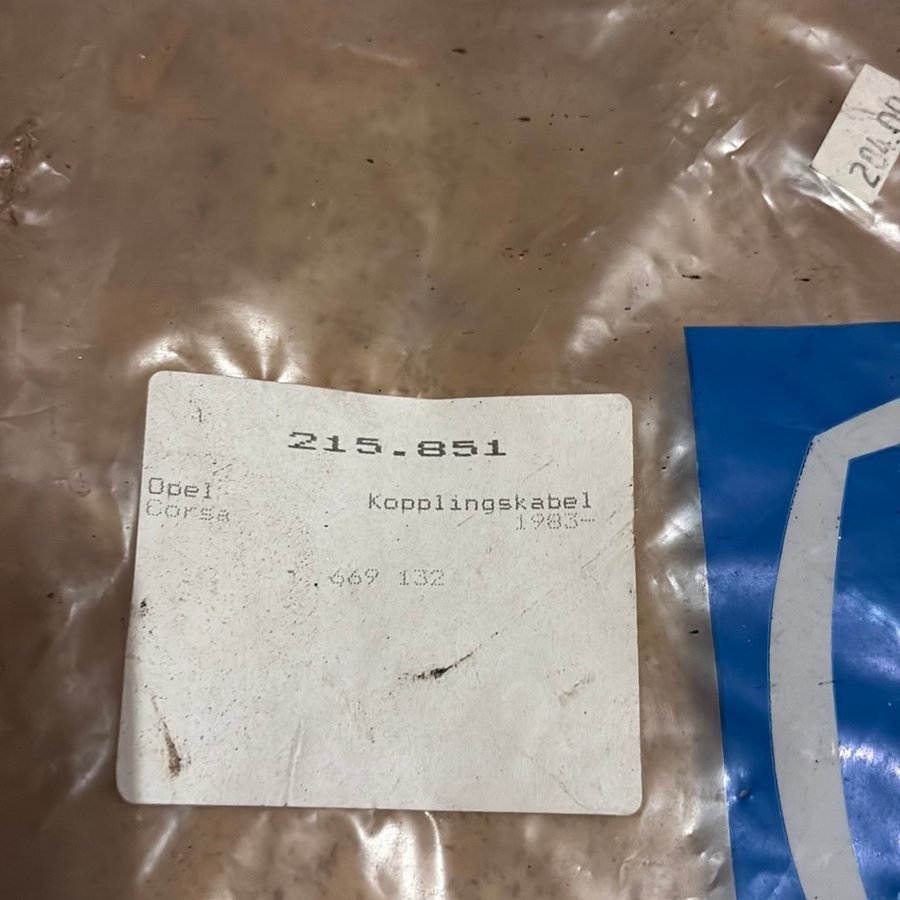 204.00
215.851
Opel Kopplingskabel
Corsa 1983-
669 132